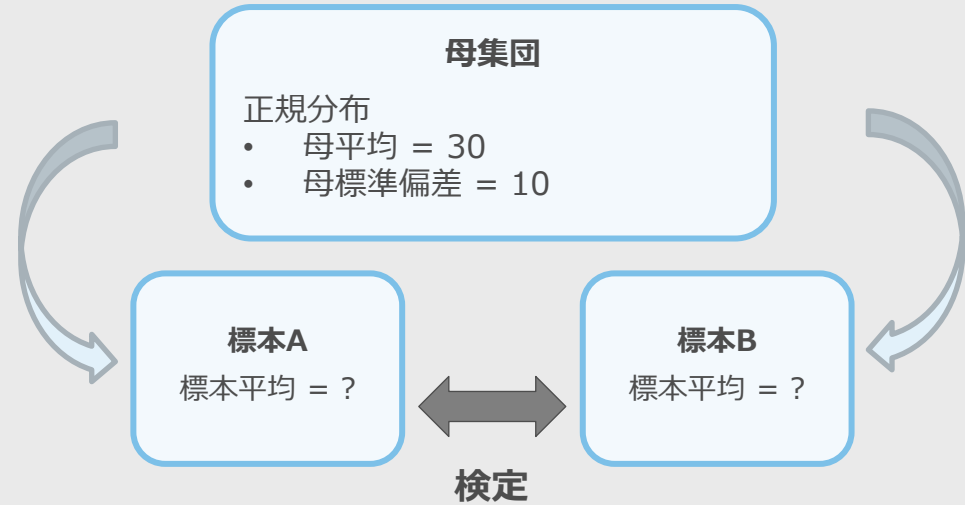 母集団
正規分布
• 母平均 = 30
• 母標準偏差 = 10
標本A
標本平均 = ?
標本B
標本平均 = ?
検定